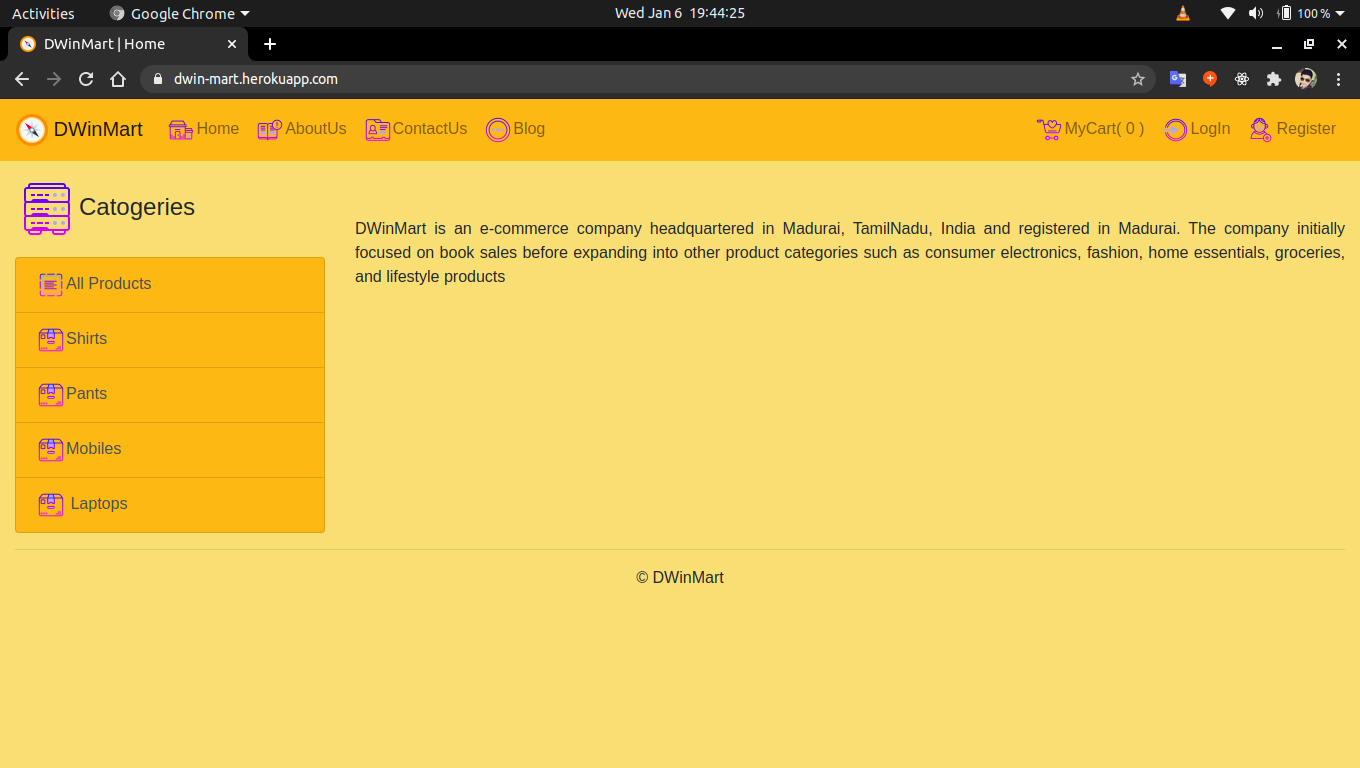 Activities Google Chrome Wed Jan 6 19:44:25 100 %
DWinMart | Home
dwin-mart.herokuapp.com
DWinMart Home AboutUs ContactUs Blog MyCart( 0 ) LogIn Register
Catogeries
All Products
Shirts
Pants
Mobiles
Laptops
DWinMart is an e-commerce company headquartered in Madurai, TamilNadu, India and registered in Madurai. The company initially
focused on book sales before expanding into other product categories such as consumer electronics, fashion, home essentials, groceries,
and lifestyle products
© DWinMart